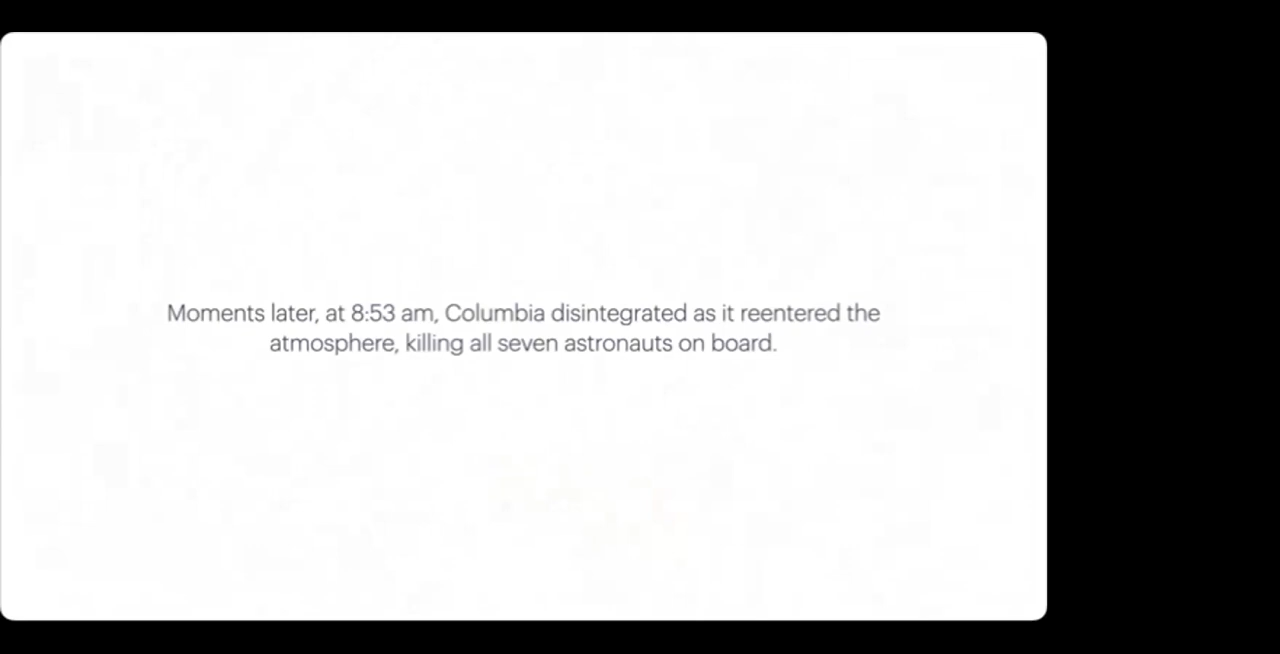 Moments later, at 8:53 am, Columbia disintegrated as it reentered the
atmosphere, killing all seven astronauts on board.